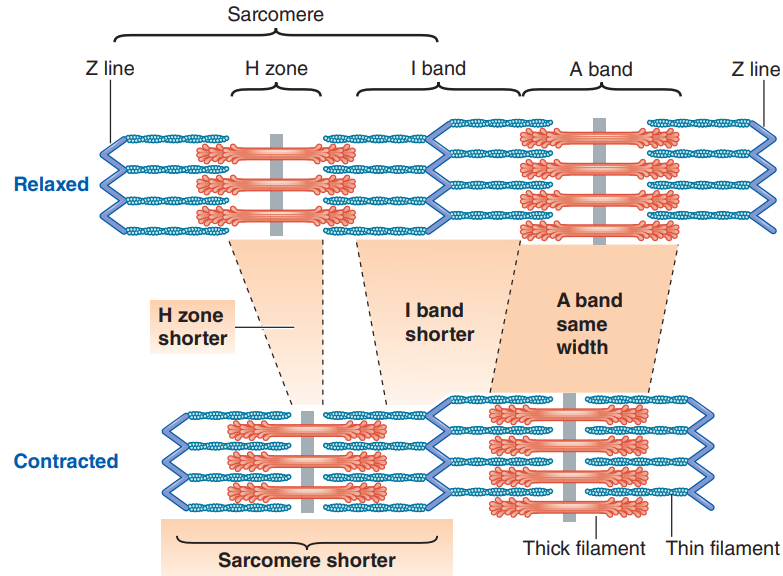 Sarcomere
Z line
H zone
I band
A band
Z line
Relaxed
H zone
shorter
I band
shorter
A band
same
width
Contracted
Sarcomere shorter
Thick filament
Thin filament